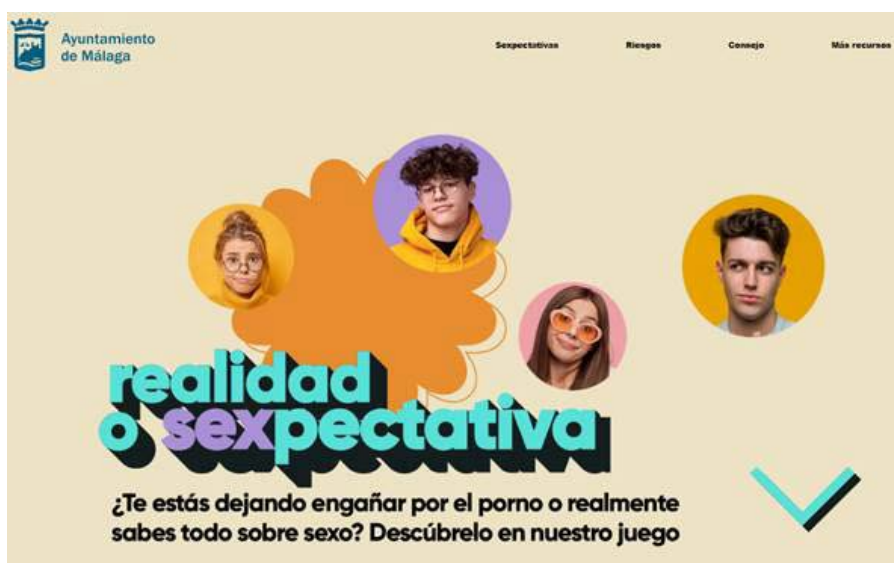 Ayuntamiento
de Málaga
Sexpectativas
Riesgos
Consejo
Más recursos
realidad
o sexpectativa
¿Te estás dejando engañar por el porno o realmente
sabes todo sobre sexo? Descúbrelo en nuestro juego